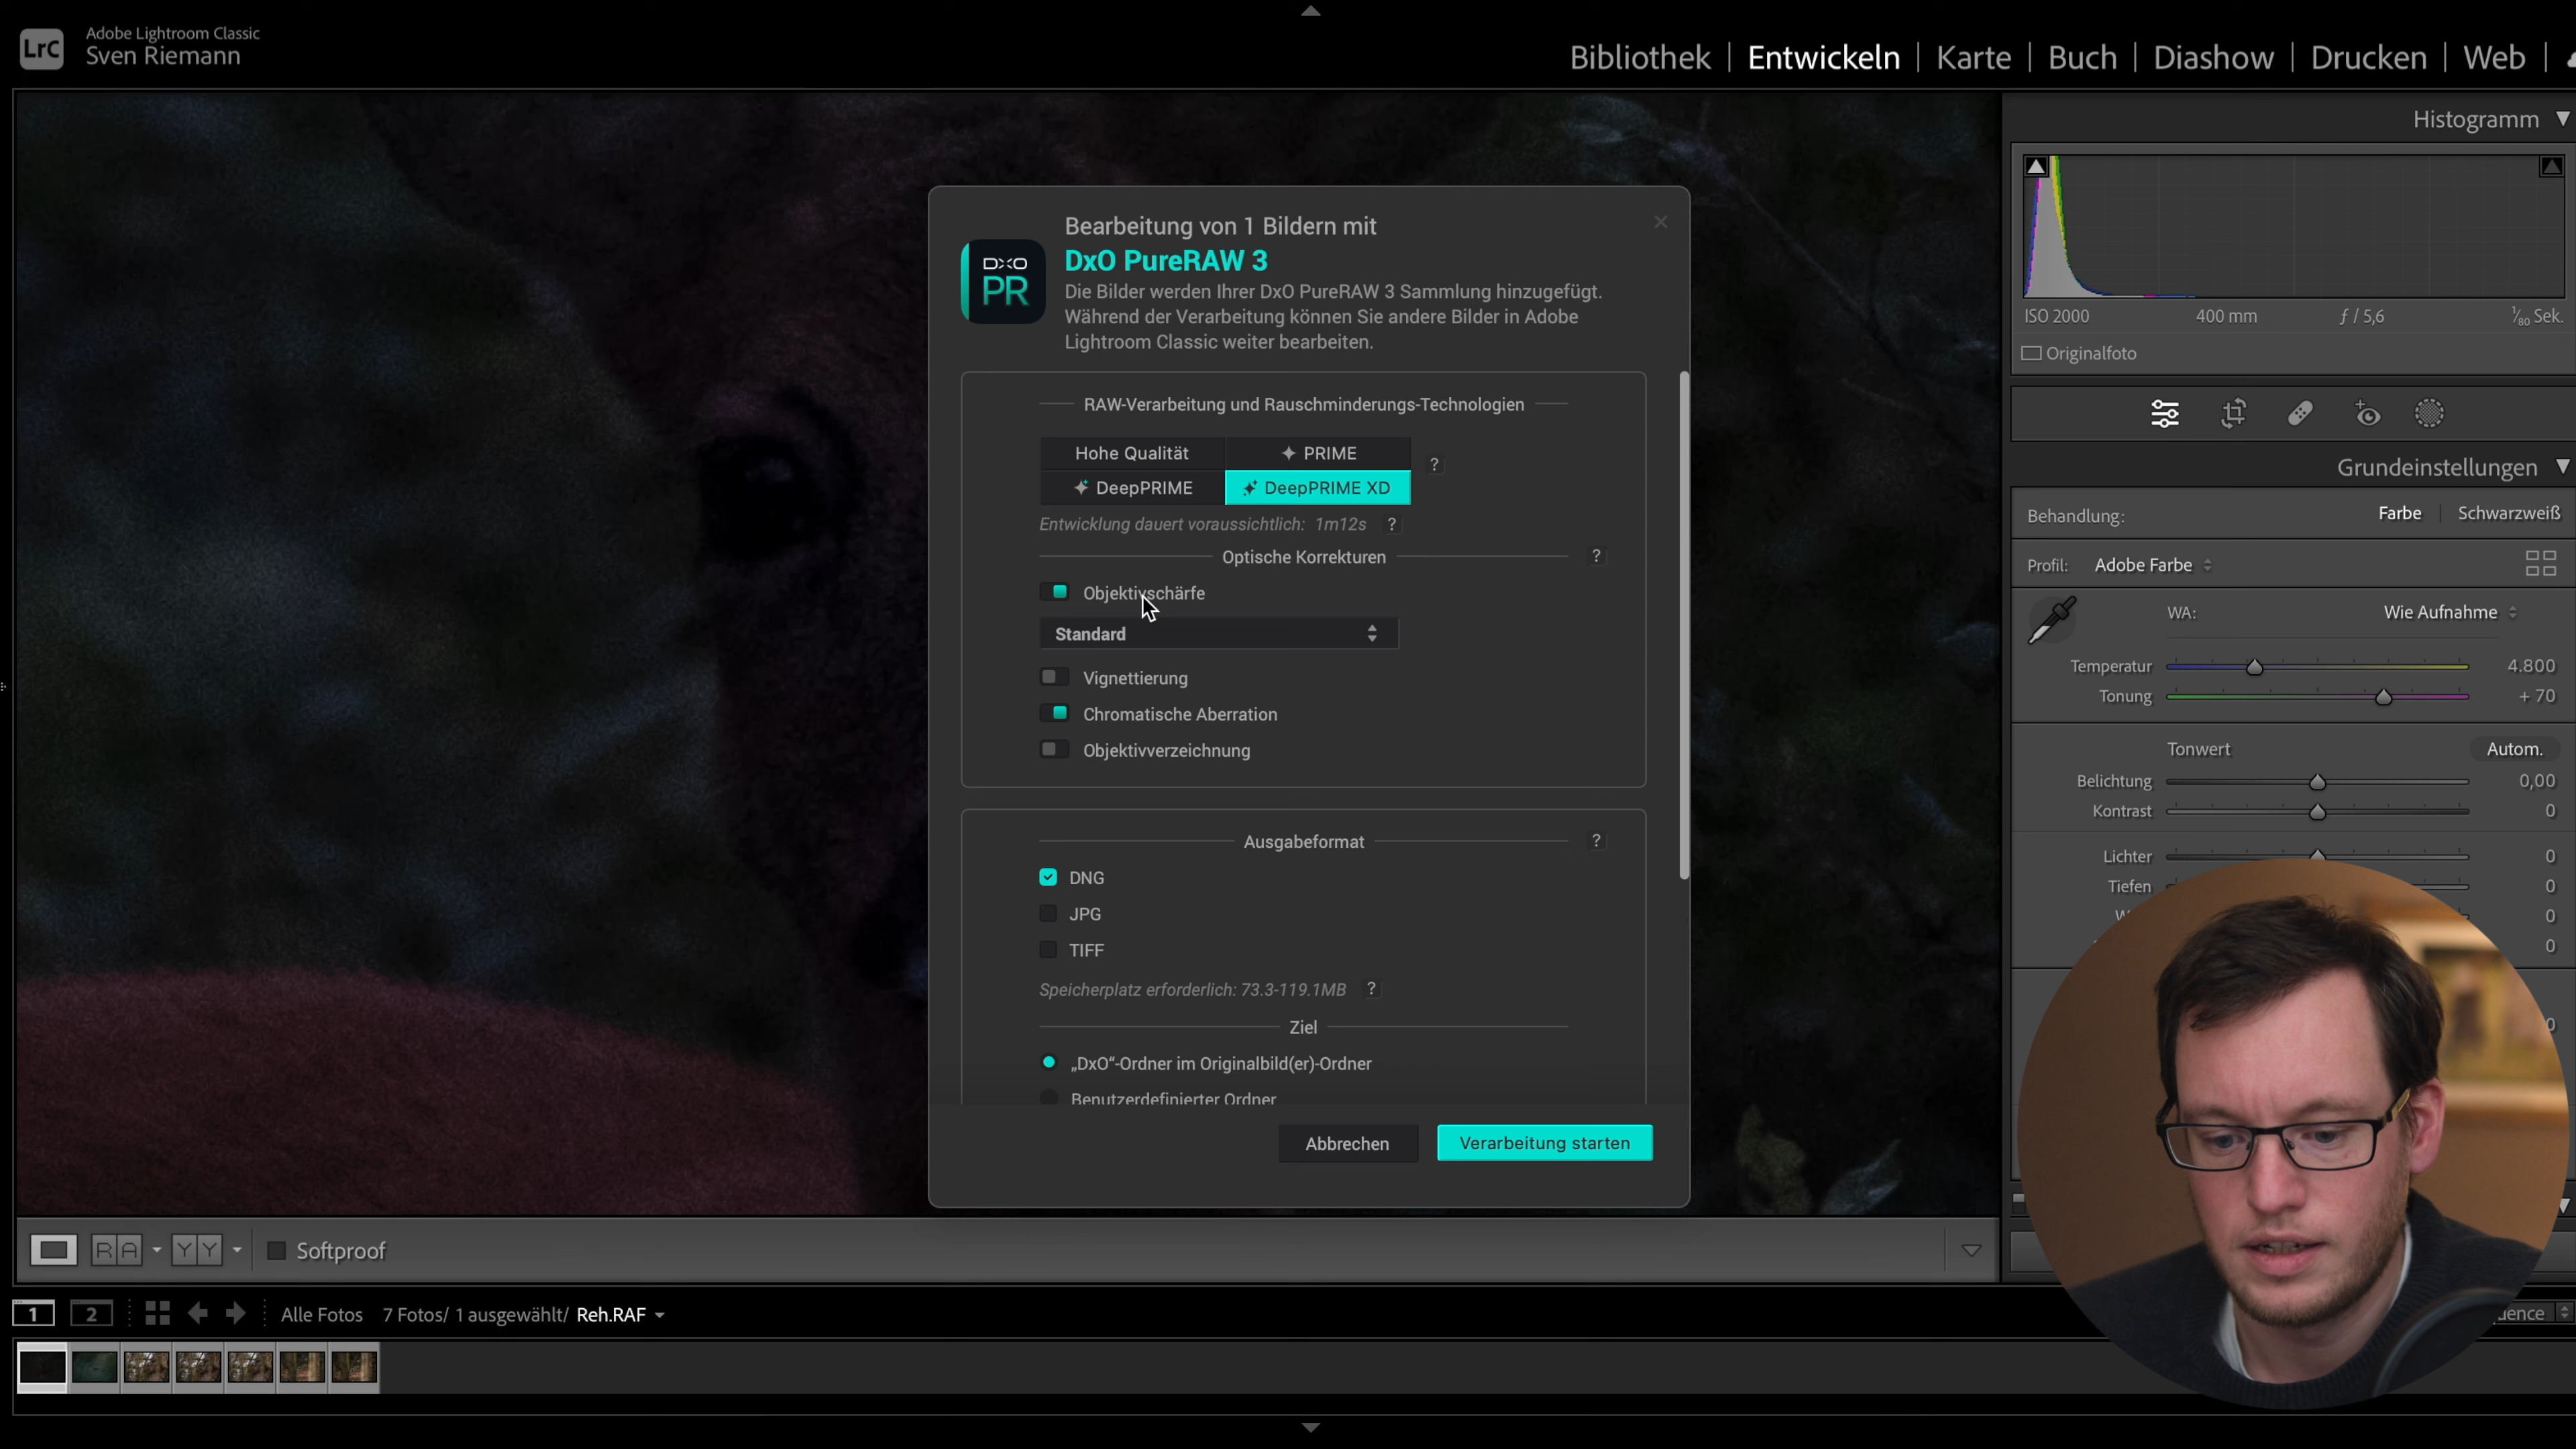 LrC
Adobe Lightroom Classic
Sven Riemann
Bibliothek | Entwickeln | Karte | Buch | Diashow | Drucken | Web
Histogramm
ISO 2000 400 mm ƒ / 5,6 1/80 Sek.
Originalfoto
Grundeinstellungen
Behandlung: Farbe Schwarzweiß
Profil: Adobe Farbe
WA: Wie Aufnahme
Temperatur 4.800
Tonung + 70
Tonwert Autom.
Belichtung 0,00
Kontrast 0
Lichter 0
Tiefen 0
0
0
DxO
PR
Bearbeitung von 1 Bildern mit
DxO PureRAW 3
Die Bilder werden Ihrer DxO PureRAW 3 Sammlung hinzugefügt.
Während der Verarbeitung können Sie andere Bilder in Adobe
Lightroom Classic weiter bearbeiten.
RAW-Verarbeitung und Rauschminderungs-Technologien
Hohe Qualität PRIME ?
DeepPRIME DeepPRIME XD
Entwicklung dauert voraussichtlich: 1m12s ?
Optische Korrekturen ?
Objektivschärfe
Standard
Vignettierung
Chromatische Aberration
Objektivverzeichnung
Ausgabeformat ?
DNG
JPG
TIFF
Speicherplatz erforderlich: 73.3-119.1MB ?
Ziel
„DxO“-Ordner im Originalbild(er)-Ordner
Benutzerdefinierter Ordner
Abbrechen Verarbeitung starten
RA YY Softproof
1 2 Alle Fotos 7 Fotos/ 1 ausgewählt/ Reh.RAF